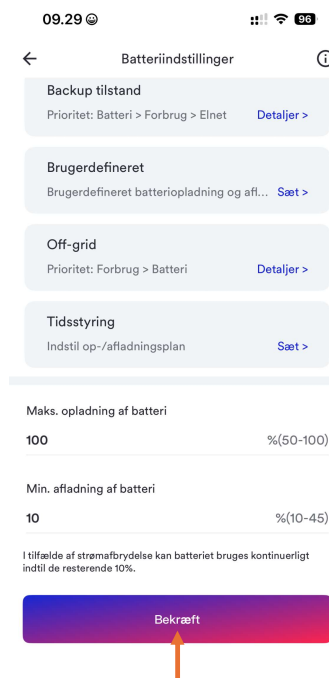 09.29
96
Batteriindstillinger
Backup tilstand
Prioritet: Batteri > Forbrug > Elnet Detaljer >
Brugerdefineret
Brugerdefineret batteriopladning og afl... Sæt >
Off-grid
Prioritet: Forbrug > Batteri Detaljer >
Tidsstyring
Indstil op-/afladningsplan Sæt >
Maks. opladning af batteri
100 %(50-100)
Min. afladning af batteri
10 %(10-45)
I tilfælde af strømafbrydelse kan batteriet bruges kontinuerligt
indtil de resterende 10%.
Bekræft